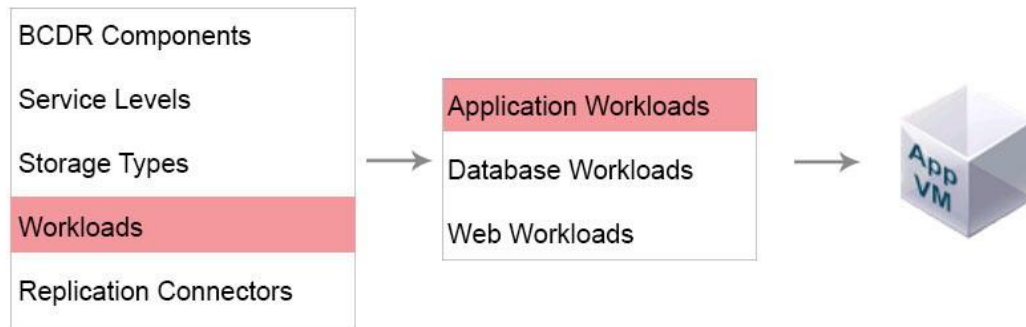 BCDR Components
Service Levels
Storage Types
Workloads
Replication Connectors
Application Workloads
Database Workloads
Web Workloads
App
VM